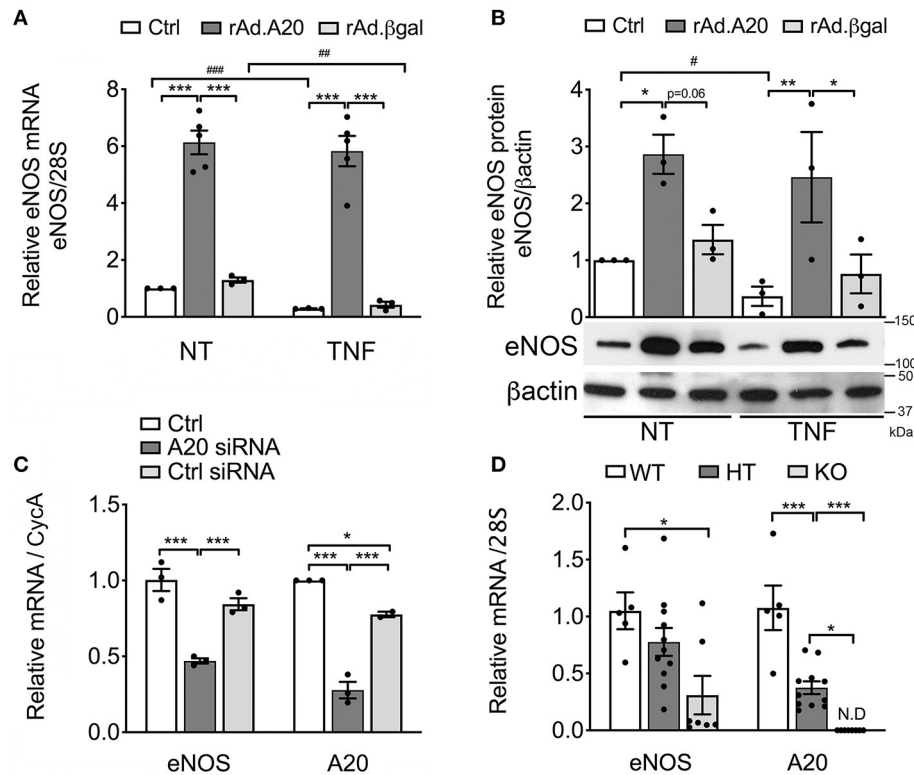 A
Ctrl rAd.A20 rAd.βgal
##
###
*** *** *** ***
Relative eNOS mRNA
eNOS/28S
8
6
4
2
0
NT TNF
B
Ctrl rAd.A20 rAd.βgal
#
* p=0.06 ** *
Relative eNOS protein
eNOS/βactin
4
3
2
1
0
eNOS
150
100
βactin
50
37
NT TNF kDa
C
Ctrl
A20 siRNA
Ctrl siRNA
*
*** *** *** ***
Relative mRNA / CycA
1.0
0.5
0.0
eNOS A20
D
WT HT KO
* *** ***
*
Relative mRNA /28S
2.0
1.5
1.0
0.5
0.0
N.D
eNOS A20